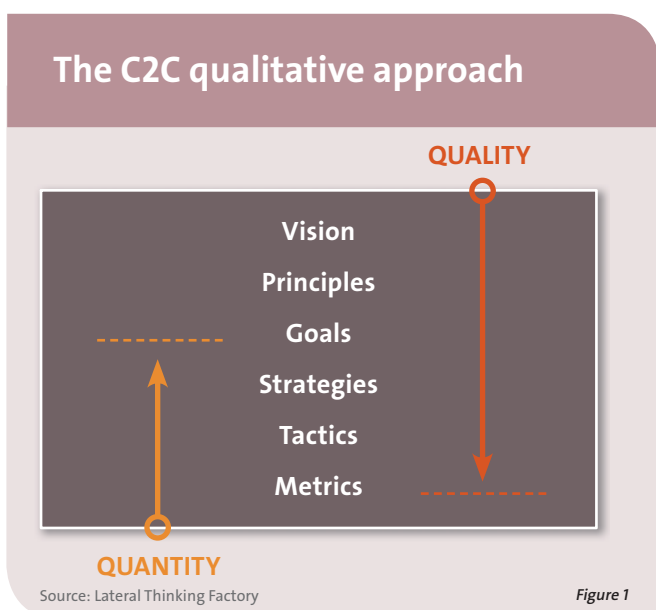 The C2C qualitative approach
QUALITY
Vision
Principles
Goals
Strategies
Tactics
Metrics
QUANTITY
Source: Lateral Thinking Factory
Figure 1